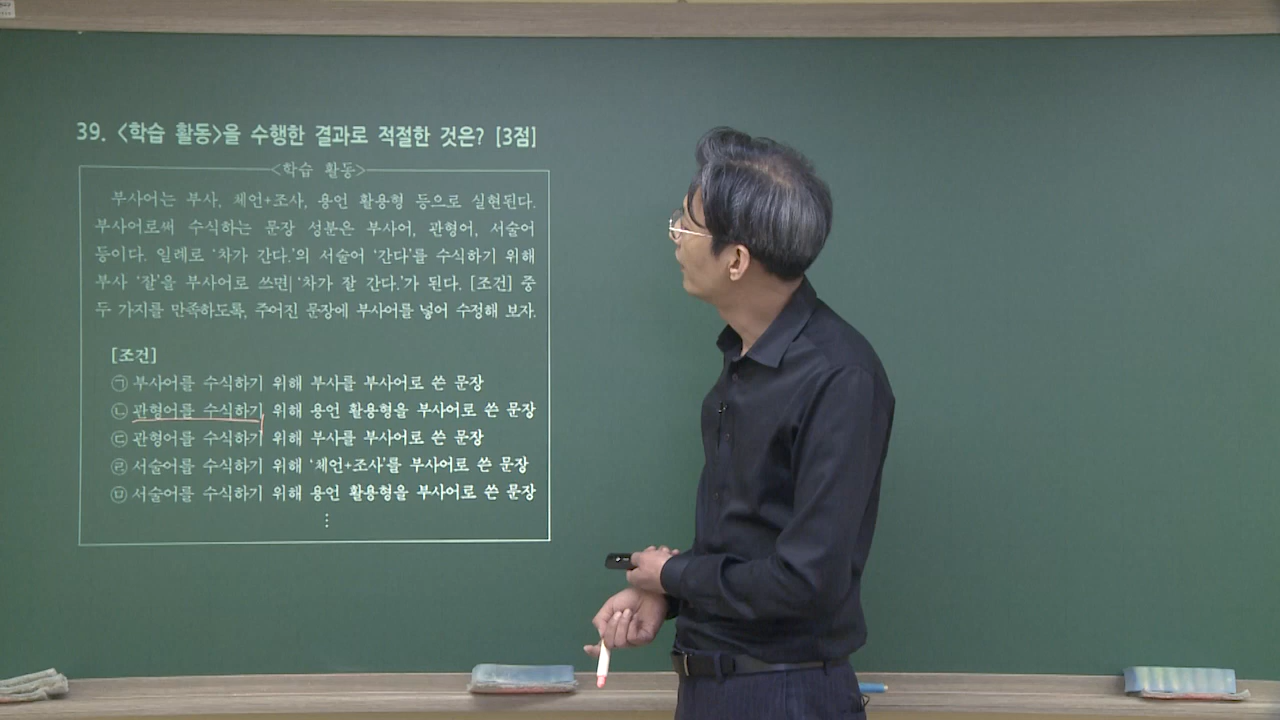 39. <학습 활동>을 수행한 결과로 적절한 것은? [3점]
<학습 활동>
부사어는 부사, 체언+조사, 용언 활용형 등으로 실현된다.
부사어로써 수식하는 문장 성분은 부사어, 관형어, 서술어
등이다. 일례로 '차가 간다.'의 서술어 '간다'를 수식하기 위해
부사 '잘'을 부사어로 쓰면 '차가 잘 간다.'가 된다. [조건] 중
두 가지를 만족하도록, 주어진 문장에 부사어를 넣어 수정해 보자.
[조건]
㉠ 부사어를 수식하기 위해 부사를 부사어로 쓴 문장
㉡ 관형어를 수식하기 위해 용언 활용형을 부사어로 쓴 문장
㉢ 관형어를 수식하기 위해 부사를 부사어로 쓴 문장
㉣ 서술어를 수식하기 위해 '체언+조사'를 부사어로 쓴 문장
㉤ 서술어를 수식하기 위해 용언 활용형을 부사어로 쓴 문장
⋮